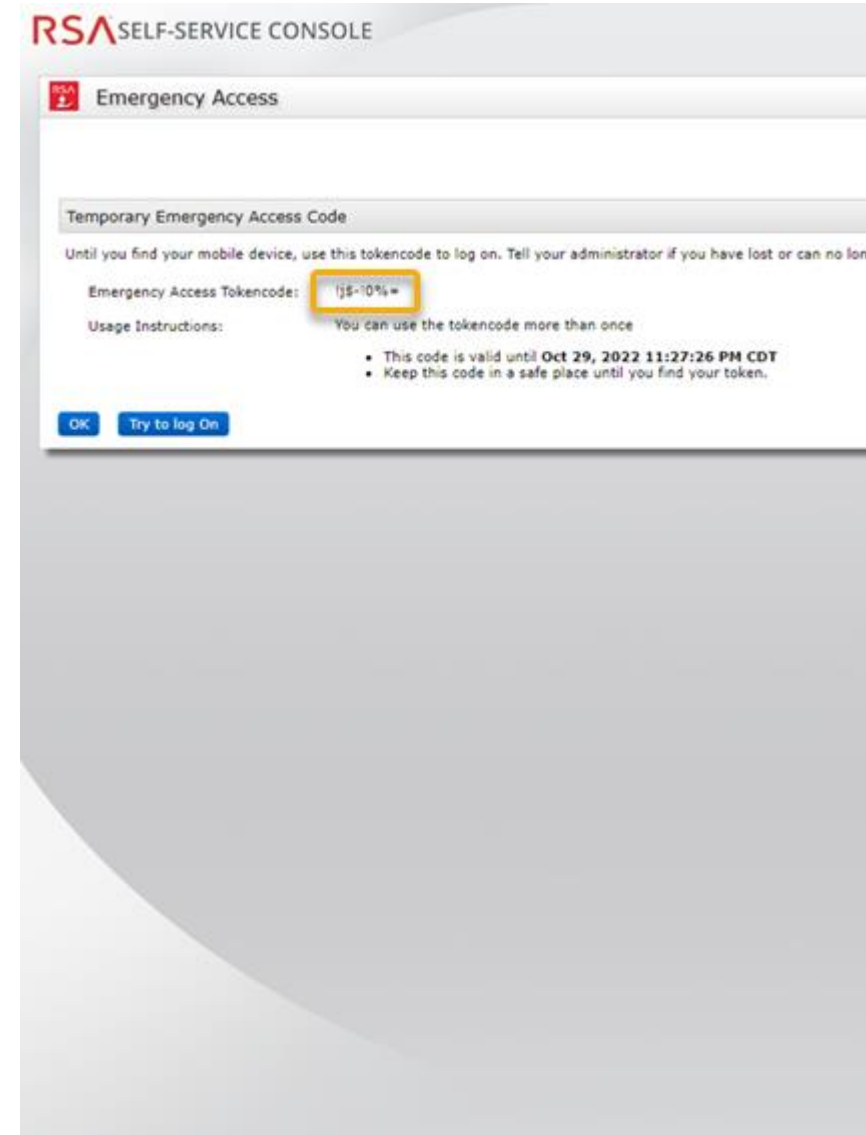 RSA SELF-SERVICE CONSOLE
RSA Emergency Access
Temporary Emergency Access Code
Until you find your mobile device, use this tokencode to log on. Tell your administrator if you have lost or can no lon
Emergency Access Tokencode:
Usage Instructions: You can use the tokencode more than once
• This code is valid until Oct 29, 2022 11:27:26 PM CDT
• Keep this code in a safe place until you find your token.
OK Try to log On